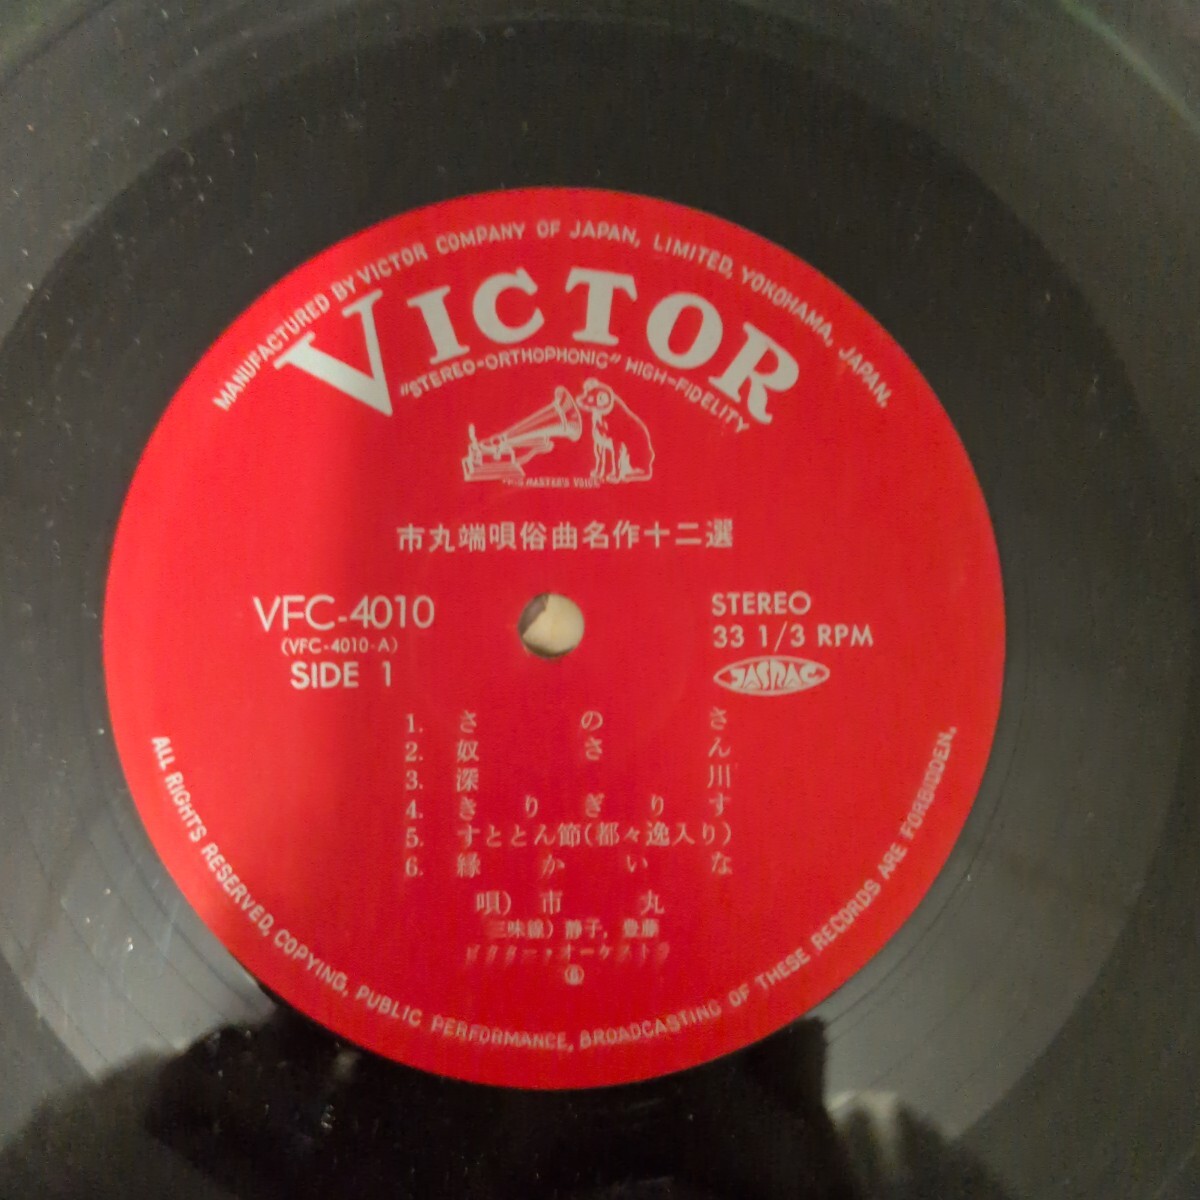 MANUFACTURED BY VICTOR COMPANY OF JAPAN, LIMITED, YOKOHAMA, JAPAN.
VICTOR
"STEREO-ORTHOPHONIC" HIGH-FIDELITY
"HIS MASTER'S VOICE"
市丸端唄俗曲名作十二選
VFC-4010
(VFC-4010-A)
SIDE 1
STEREO
33 1/3 RPM
JASRAC
1. さのさ
2. 奴さん
3. 深川
4. きりぎりす
5. すととん節(都々逸入り)
6. 縁かいな
唄) 市丸
三味線) 静子, 豊藤
ビクター・オーケストラ
ALL RIGHTS RESERVED, COPYING, PUBLIC PERFORMANCE, BROADCASTING OF THESE RECORDS ARE FORBIDDEN.